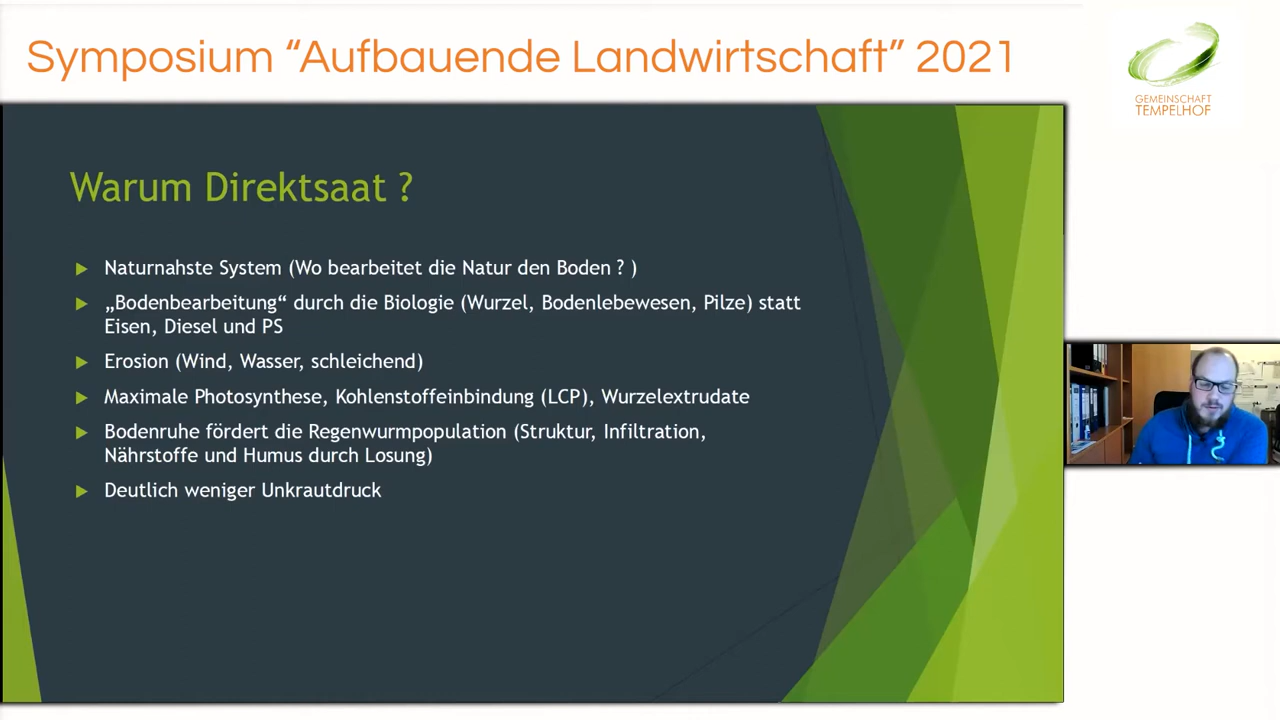 Symposium “Aufbauende Landwirtschaft” 2021
GEMEINSCHAFT
TEMPELHOF
Warum Direktsaat ?
Naturnahste System (Wo bearbeitet die Natur den Boden ? )
„Bodenbearbeitung“ durch die Biologie (Wurzel, Bodenlebewesen, Pilze) statt
Eisen, Diesel und PS
Erosion (Wind, Wasser, schleichend)
Maximale Photosynthese, Kohlenstoffeinbindung (LCP), Wurzelextrudate
Bodenruhe fördert die Regenwurmpopulation (Struktur, Infiltration,
Nährstoffe und Humus durch Losung)
Deutlich weniger Unkrautdruck